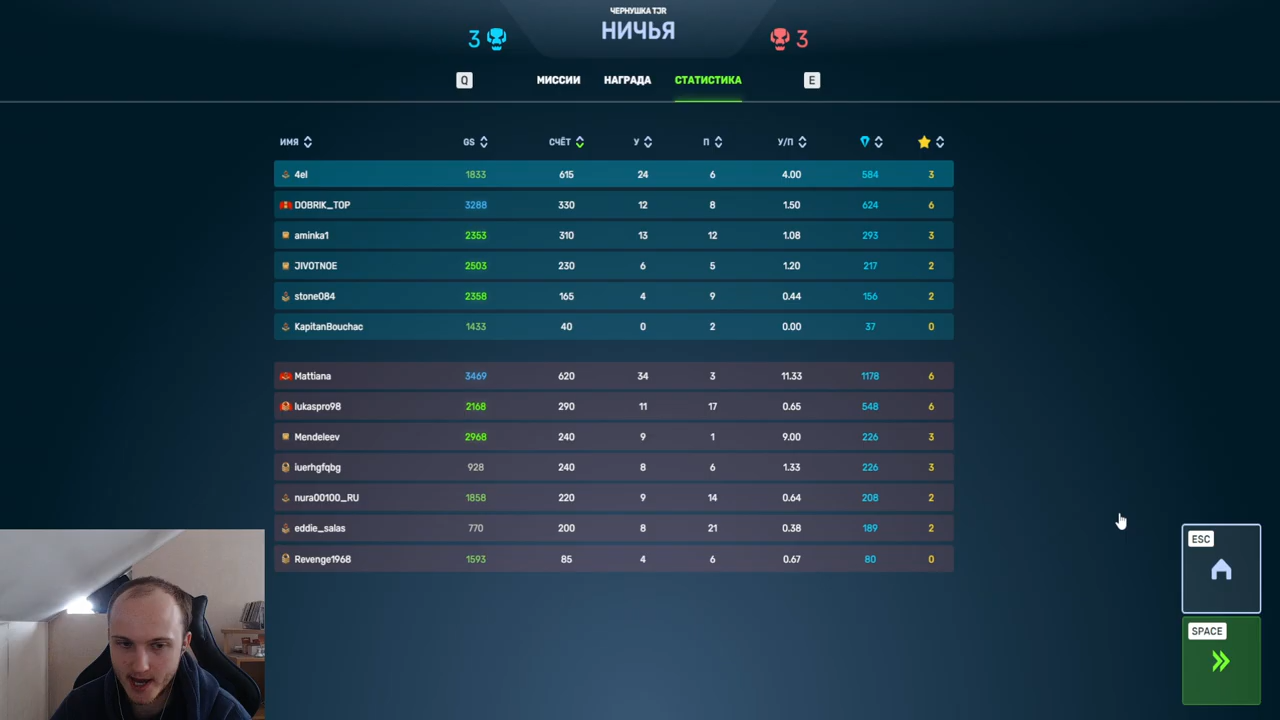 ЧЕРНУШКА TJR
3 НИЧЬЯ 3
Q МИССИИ НАГРАДА СТАТИСТИКА E
ИМЯ GS СЧЁТ У П У/П
4el 1833 615 24 6 4.00 584 3
DOBRIK_TOP 3288 330 12 8 1.50 624 6
aminka1 2353 310 13 12 1.08 293 3
JIVOTNOE 2503 230 6 5 1.20 217 2
stone084 2358 165 4 9 0.44 156 2
KapitanBouchac 1433 40 0 2 0.00 37 0
Mattiana 3469 620 34 3 11.33 1178 6
lukaspro98 2168 290 11 17 0.65 548 6
Mendeleev 2968 240 9 1 9.00 226 3
iuerhgfqbg 928 240 8 6 1.33 226 3
nura00100_RU 1858 220 9 14 0.64 208 2
eddie_salas 770 200 8 21 0.38 189 2
Revenge1968 1593 85 4 6 0.67 80 0
ESC
SPACE